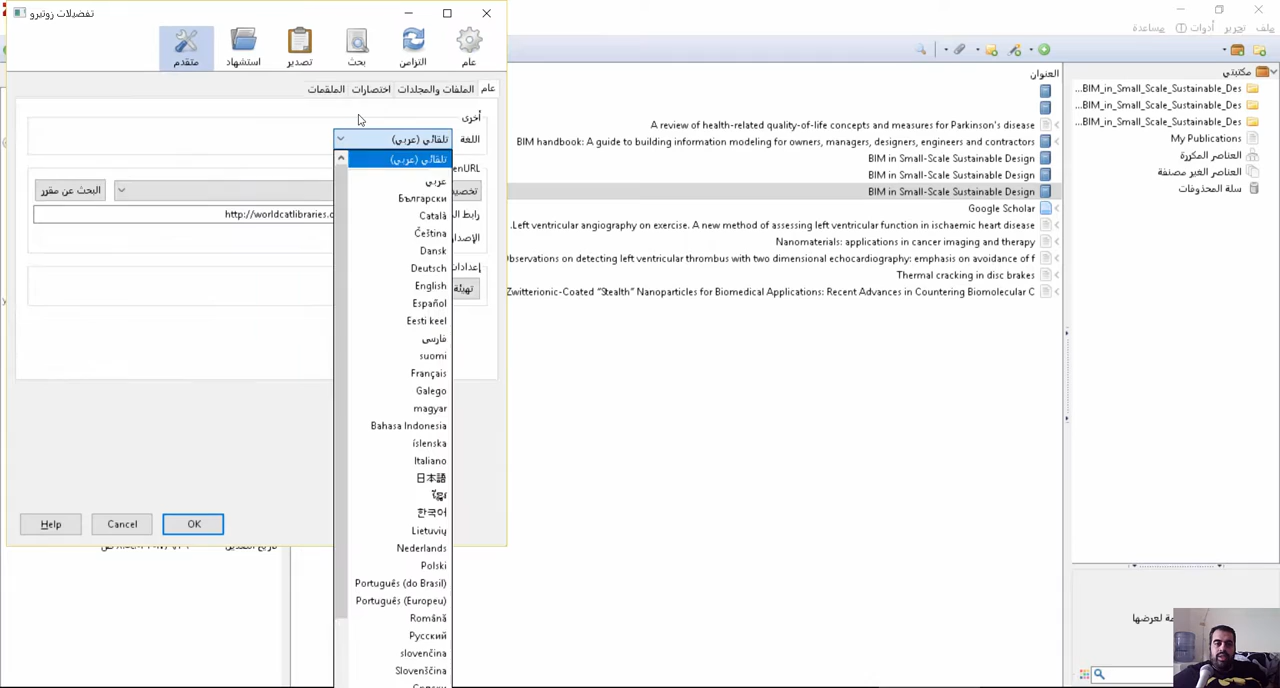 تفضيلات زوتيرو
عام
التزامن
بحث
تصدير
استشهاد
متقدم
عام
الملفات والمجلدات
اختصارات
الملقمات
أخرى
اللغة
تلقائي (عربي)
تلقائي (عربي)
عربي
Български
Català
Čeština
Dansk
Deutsch
English
Español
Eesti keel
فارسی
suomi
Français
Galego
magyar
Bahasa Indonesia
íslenska
Italiano
日本語
ខ្មែរ
한국어
Lietuvių
Nederlands
Polski
Português (do Brasil)
Português (Europeu)
Română
Русский
slovenčina
Slovenščina
enURL
البحث عن مقرر
http://worldcatlibraries.o
الإصدار
إعدادات
تهيئة
OK
Cancel
Help
ملف
تحرير
أدوات
مساعدة
مكتبتي
...BIM_in_Small_Scale_Sustainable_Des
...BIM_in_Small_Scale_Sustainable_Des
...BIM_in_Small_Scale_Sustainable_Des
My Publications
العناصر المكررة
العناصر الغير مصنفة
سلة المحذوفات
العنوان
A review of health-related quality-of-life concepts and measures for Parkinson's disease
BIM handbook: A guide to building information modeling for owners, managers, designers, engineers and contractors
BIM in Small-Scale Sustainable Design
BIM in Small-Scale Sustainable Design
BIM in Small-Scale Sustainable Design
Google Scholar
.Left ventricular angiography on exercise. A new method of assessing left ventricular function in ischaemic heart disease
Nanomaterials: applications in cancer imaging and therapy
Observations on detecting left ventricular thrombus with two dimensional echocardiography: emphasis on avoidance of f
Thermal cracking in disc brakes
Zwitterionic-Coated “Stealth” Nanoparticles for Biomedical Applications: Recent Advances in Countering Biomolecular C
لعرضها